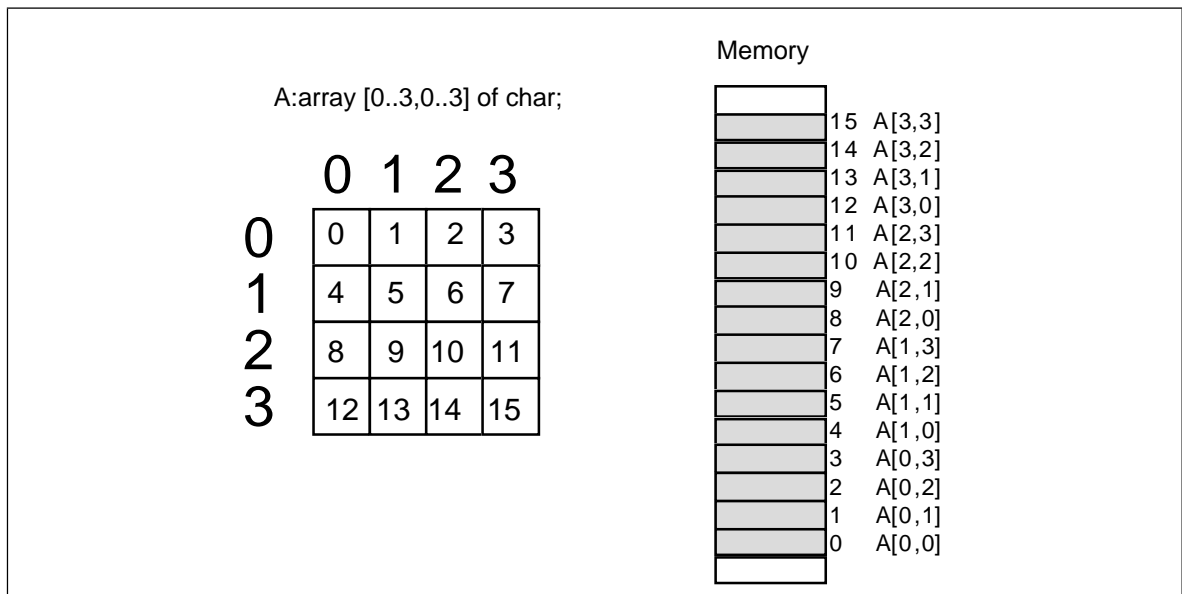 Memory
A:array [0..3,0..3] of char;
0 1 2 3
0 0 1 2 3
1 4 5 6 7
2 8 9 10 11
3 12 13 14 15
15 A[3,3]
14 A[3,2]
13 A[3,1]
12 A[3,0]
11 A[2,3]
10 A[2,2]
9 A[2,1]
8 A[2,0]
7 A[1,3]
6 A[1,2]
5 A[1,1]
4 A[1,0]
3 A[0,3]
2 A[0,2]
1 A[0,1]
0 A[0,0]